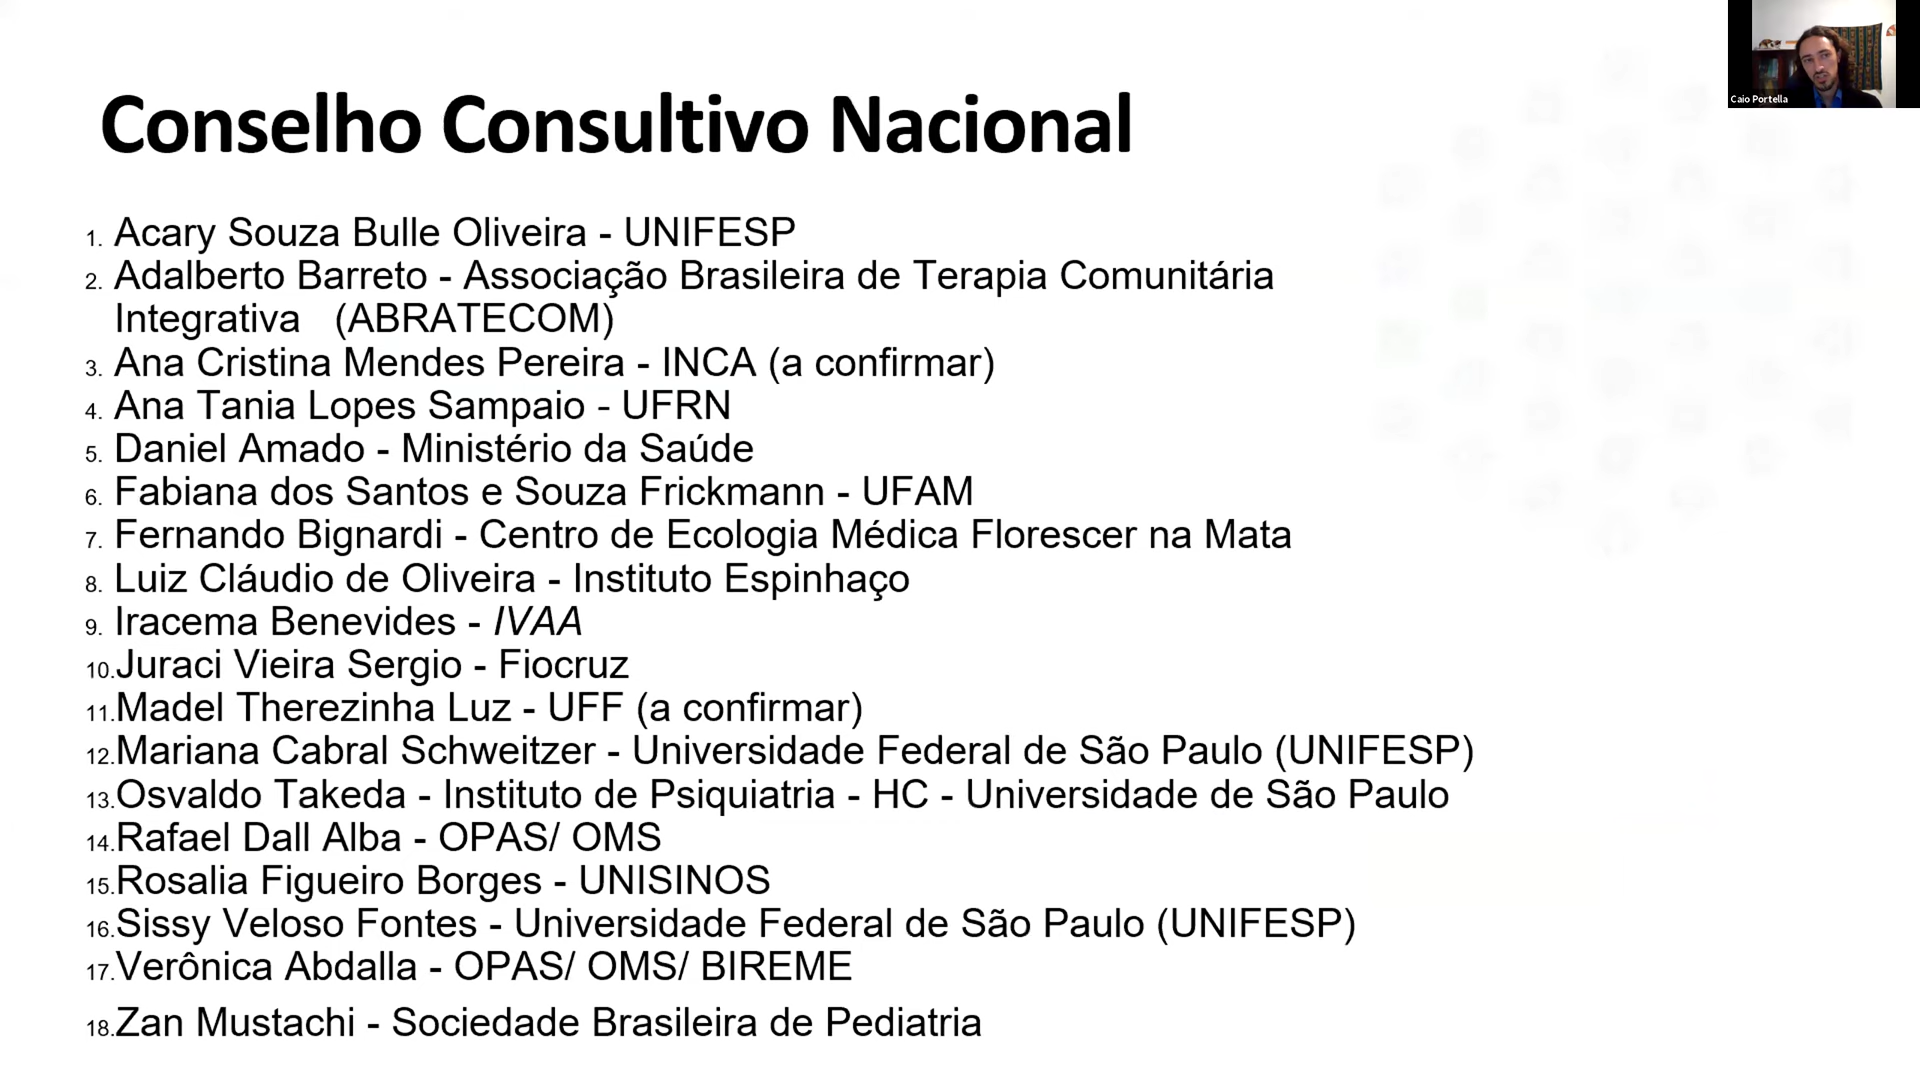 Caio Portella
Conselho Consultivo Nacional
1. Acary Souza Bulle Oliveira - UNIFESP
2. Adalberto Barreto - Associação Brasileira de Terapia Comunitária
Integrativa (ABRATECOM)
3. Ana Cristina Mendes Pereira - INCA (a confirmar)
4. Ana Tania Lopes Sampaio - UFRN
5. Daniel Amado - Ministério da Saúde
6. Fabiana dos Santos e Souza Frickmann - UFAM
7. Fernando Bignardi - Centro de Ecologia Médica Florescer na Mata
8. Luiz Cláudio de Oliveira - Instituto Espinhaço
9. Iracema Benevides - IVAA
10.Juraci Vieira Sergio - Fiocruz
11.Madel Therezinha Luz - UFF (a confirmar)
12.Mariana Cabral Schweitzer - Universidade Federal de São Paulo (UNIFESP)
13.Osvaldo Takeda - Instituto de Psiquiatria - HC - Universidade de São Paulo
14.Rafael Dall Alba - OPAS/ OMS
15.Rosalia Figueiro Borges - UNISINOS
16.Sissy Veloso Fontes - Universidade Federal de São Paulo (UNIFESP)
17.Verônica Abdalla - OPAS/ OMS/ BIREME
18.Zan Mustachi - Sociedade Brasileira de Pediatria